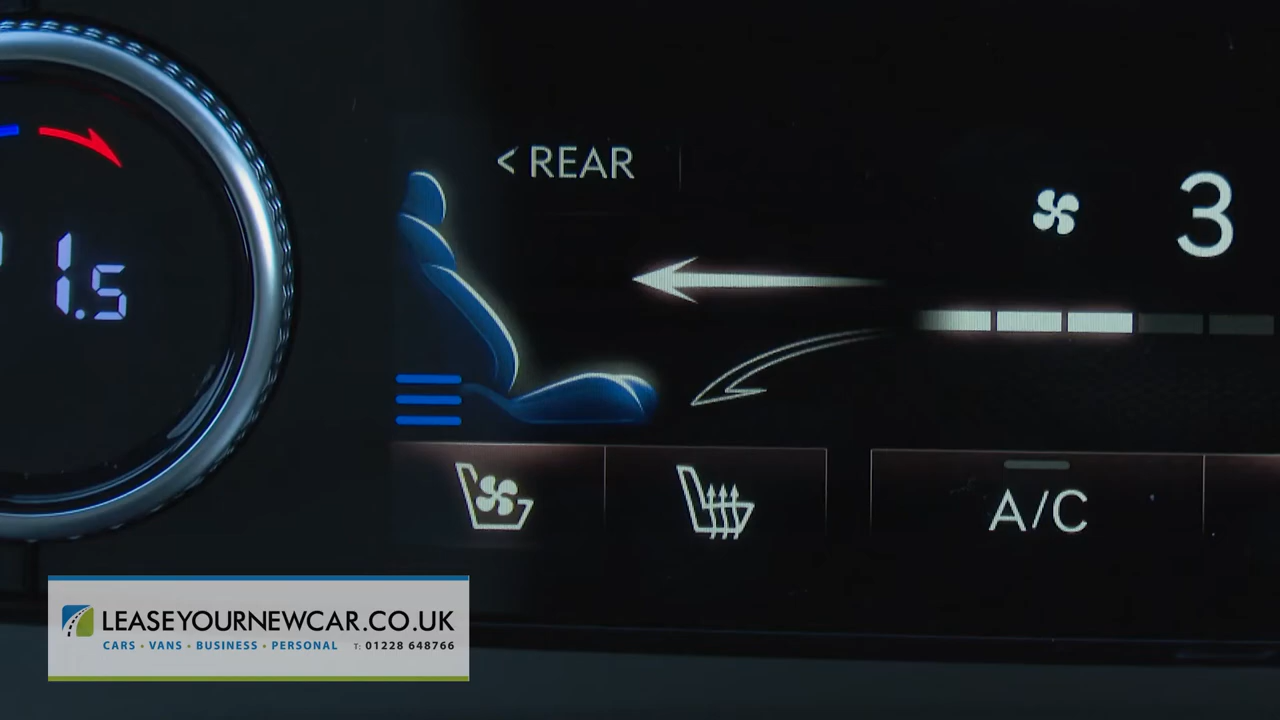 < REAR
3
1.5
A/C
LEASEYOURNEWCAR.CO.UK
CARS • VANS • BUSINESS • PERSONAL T: 01228 648766